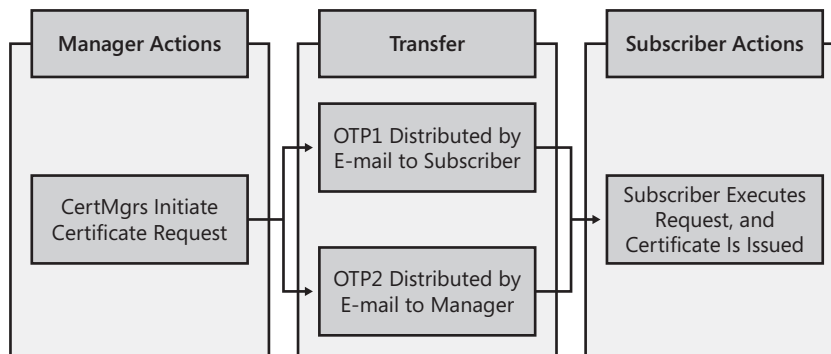 Manager Actions
Transfer
Subscriber Actions
CertMgrs Initiate
Certificate Request
OTP1 Distributed by
E-mail to Subscriber
OTP2 Distributed by
E-mail to Manager
Subscriber Executes
Request, and
Certificate Is Issued